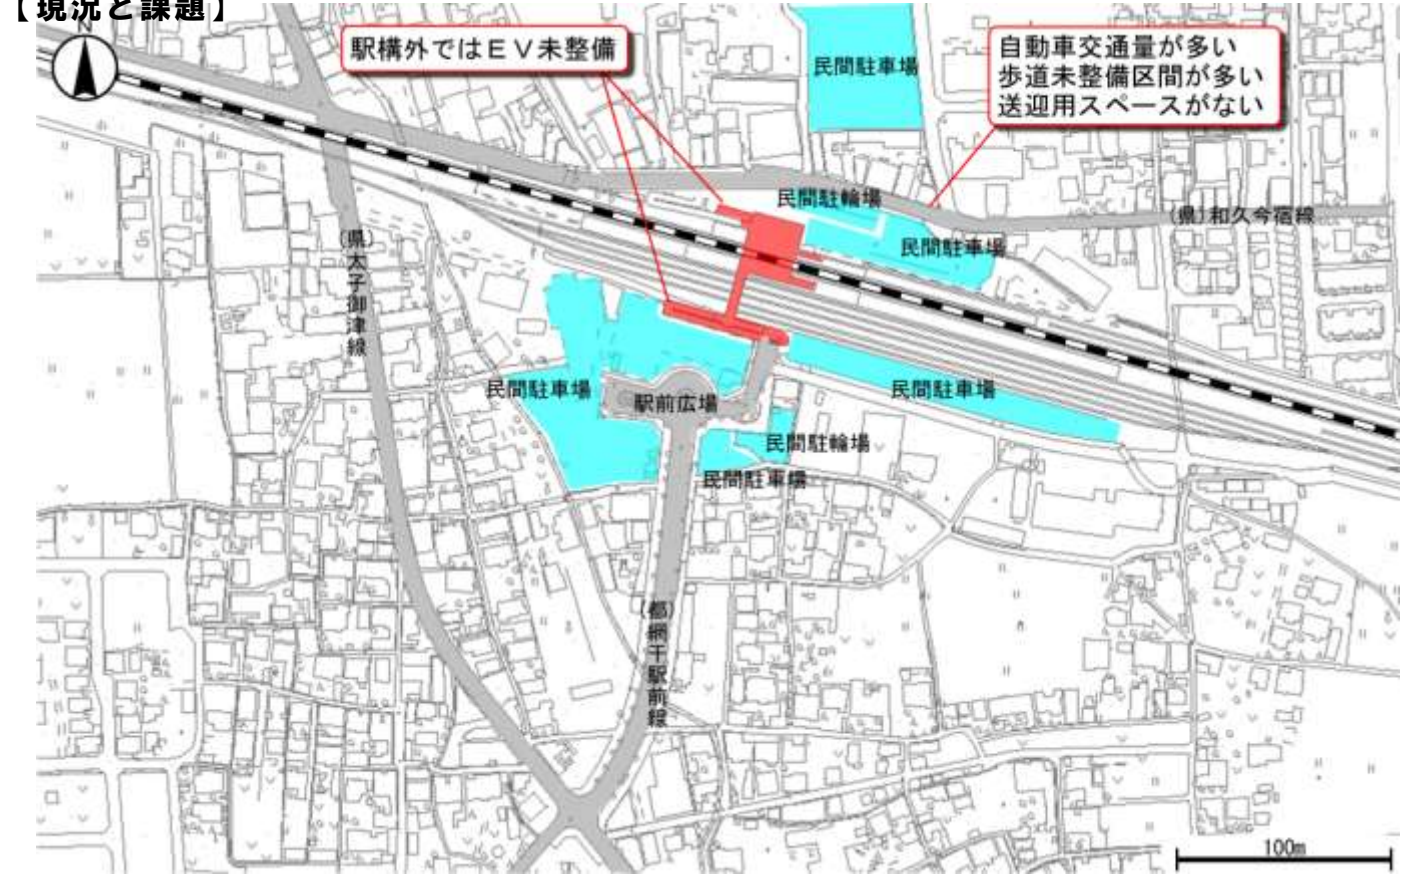 【現況と課題】
N
駅構外ではＥＶ未整備
民間駐車場
自動車交通量が多い
歩道未整備区間が多い
送迎用スペースがない
民間駐輪場
(県)和久今宿線
民間駐車場
(県)太子御津線
民間駐車場
駅前広場
民間駐車場
民間駐輪場
民間駐車場
(都)網干駅前線
100m